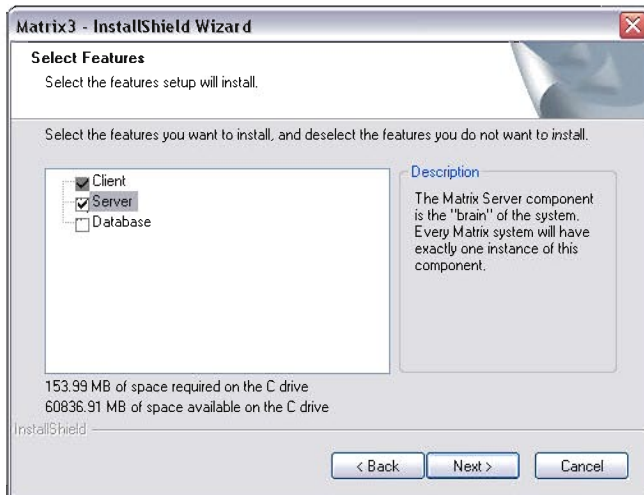 Matrix3 - InstallShield Wizard
Select Features
Select the features setup will install.
Select the features you want to install, and deselect the features you do not want to install.
Client
Server
Database
Description
The Matrix Server component
is the "brain" of the system.
Every Matrix system will have
exactly one instance of this
component.
153.99 MB of space required on the C drive
60836.91 MB of space available on the C drive
InstallShield
< Back
Next >
Cancel